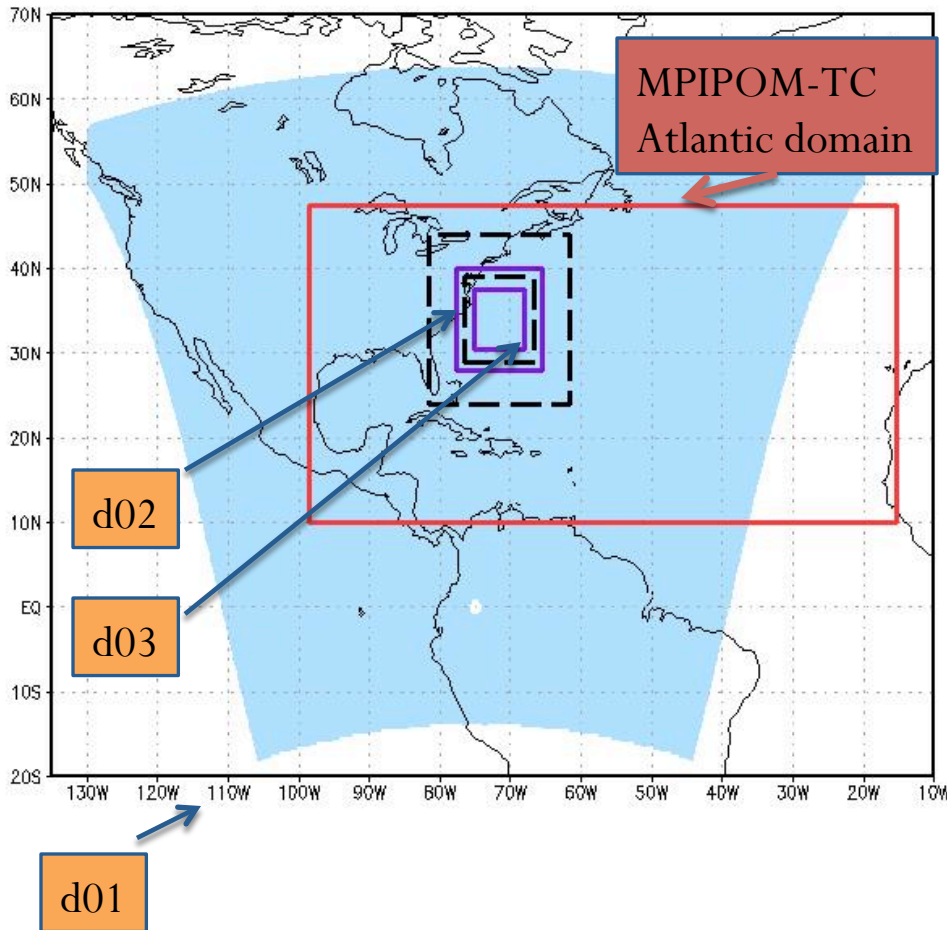 70N
MPIPOM-TC
Atlantic domain
60N
50N
40N
30N
20N
d02
10N
EQ
d03
10S
20S
130W 120W 110W 100W 90W 80W 70W 60W 50W 40W 30W 20W 10W
d01